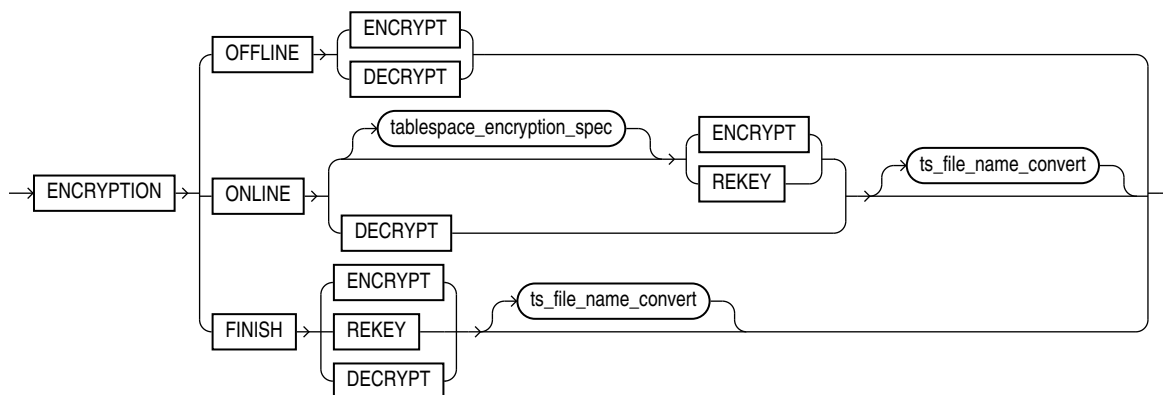 ENCRYPT
OFFLINE
DECRYPT
tablespace_encryption_spec
ENCRYPT
ts_file_name_convert
REKEY
ENCRYPTION
ONLINE
DECRYPT
ENCRYPT
ts_file_name_convert
FINISH
REKEY
DECRYPT